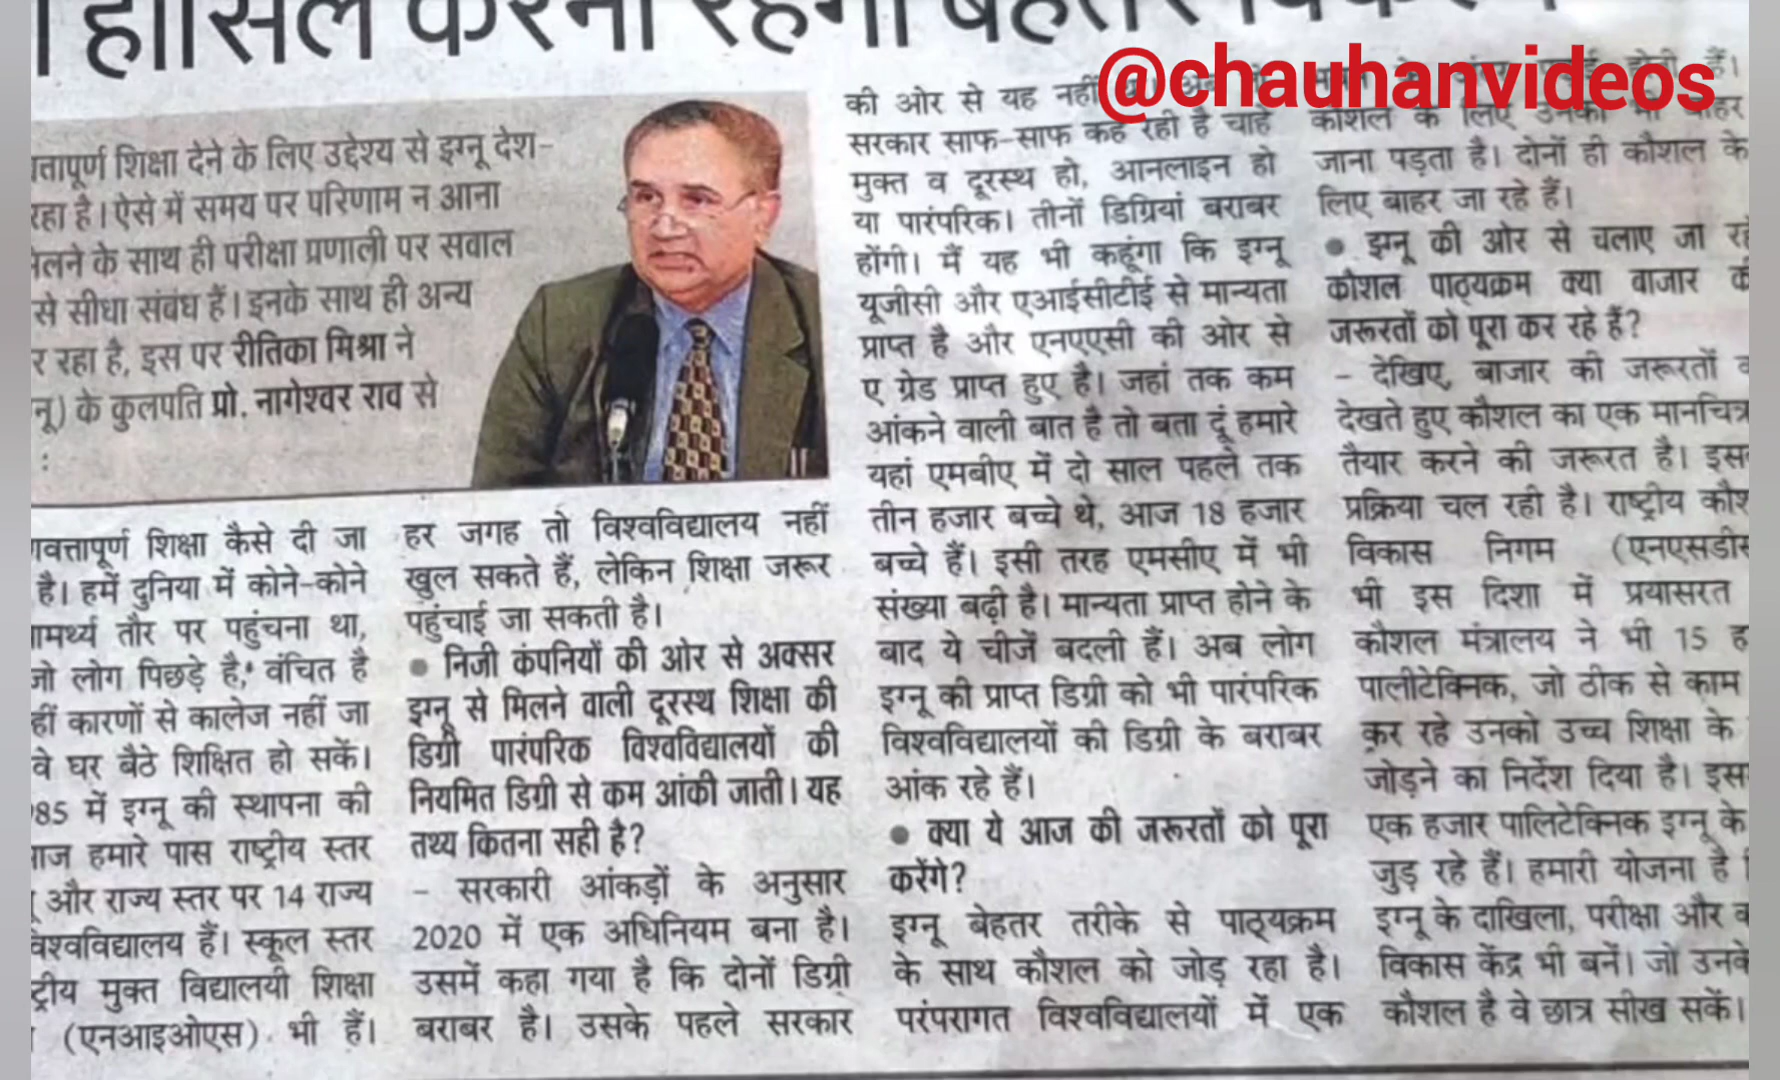 हासिल करना रहेगा बेहतर
@chauhanvideos
शिक्षा देने के लिए उद्देश्य से इग्नू देश-
रहा है। ऐसे में समय पर परिणाम न आना
के साथ ही परीक्षा प्रणाली पर सवाल
से सीधा संबंध हैं। इनके साथ ही अन्य
र रहा है, इस पर रीतिका मिश्रा ने
नू) के कुलपति प्रो. नागेश्वर राव से
:
शिक्षा कैसे दी जा
है। हमें दुनिया में कोने-कोने
तौर पर पहुंचना था,
जो लोग पिछड़े है, वंचित है
कारणों से कालेज नहीं जा
वे घर बैठे शिक्षित हो सकें।
85 में इग्नू की स्थापना की
हमारे पास राष्ट्रीय स्तर
और राज्य स्तर पर 14 राज्य
हैं। स्कूल स्तर
मुक्त विद्यालयी शिक्षा
(एनआइओएस) भी हैं।
हर जगह तो विश्वविद्यालय नहीं
खुल सकते हैं, लेकिन शिक्षा जरूर
पहुंचाई जा सकती है।
● निजी कंपनियों की ओर से अक्सर
इग्नू से मिलने वाली दूरस्थ शिक्षा की
डिग्री पारंपरिक विश्वविद्यालयों की
नियमित डिग्री से कम आंकी जाती। यह
तथ्य कितना सही है?
– सरकारी आंकड़ों के अनुसार
2020 में एक अधिनियम बना है।
उसमें कहा गया है कि दोनों डिग्री
बराबर है। उसके पहले सरकार
की ओर से यह नहीं
सरकार साफ-साफ कह रही है चाहे
मुक्त व दूरस्थ हो, आनलाइन हो
या पारंपरिक। तीनों डिग्रियां बराबर
होंगी। मैं यह भी कहूंगा कि इग्नू
यूजीसी और एआईसीटीई से मान्यता
प्राप्त है और एनएएसी की ओर से
ए ग्रेड प्राप्त हुए है। जहां तक कम
आंकने वाली बात है तो बता दूं हमारे
यहां एमबीए में दो साल पहले तक
तीन हजार बच्चे थे, आज 18 हजार
बच्चे हैं। इसी तरह एमसीए में भी
संख्या बढ़ी है। मान्यता प्राप्त होने के
बाद ये चीजें बदली हैं। अब लोग
इग्नू की प्राप्त डिग्री को भी पारंपरिक
विश्वविद्यालयों की डिग्री के बराबर
आंक रहे हैं।
● क्या ये आज की जरूरतों को पूरा
करेंगे?
इग्नू बेहतर तरीके से पाठ्यक्रम
के साथ कौशल को जोड़ रहा है।
परंपरागत विश्वविद्यालयों में एक
हैं।
कौशल के लिए उनको भी बाहर
जाना पड़ता है। दोनों ही कौशल के
लिए बाहर जा रहे हैं।
● इग्नू की ओर से चलाए जा
कौशल पाठ्यक्रम क्या बाजार
जरूरतों को पूरा कर रहे हैं?
– देखिए, बाजार की जरूरतों
देखते हुए कौशल का एक मानचित्र
तैयार करने की जरूरत है।
प्रक्रिया चल रही है। राष्ट्रीय
विकास निगम
भी इस दिशा में प्रयासरत
कौशल मंत्रालय ने भी 15
पालीटेक्निक, जो ठीक से काम
कर रहे उनको उच्च शिक्षा के
जोड़ने का निर्देश दिया है।
एक हजार पालिटेक्निक इग्नू के
जुड़ रहे हैं। हमारी योजना है
इग्नू के दाखिला, परीक्षा और
विकास केंद्र भी बनें। जो उनके
कौशल है वे छात्र सीख सकें।